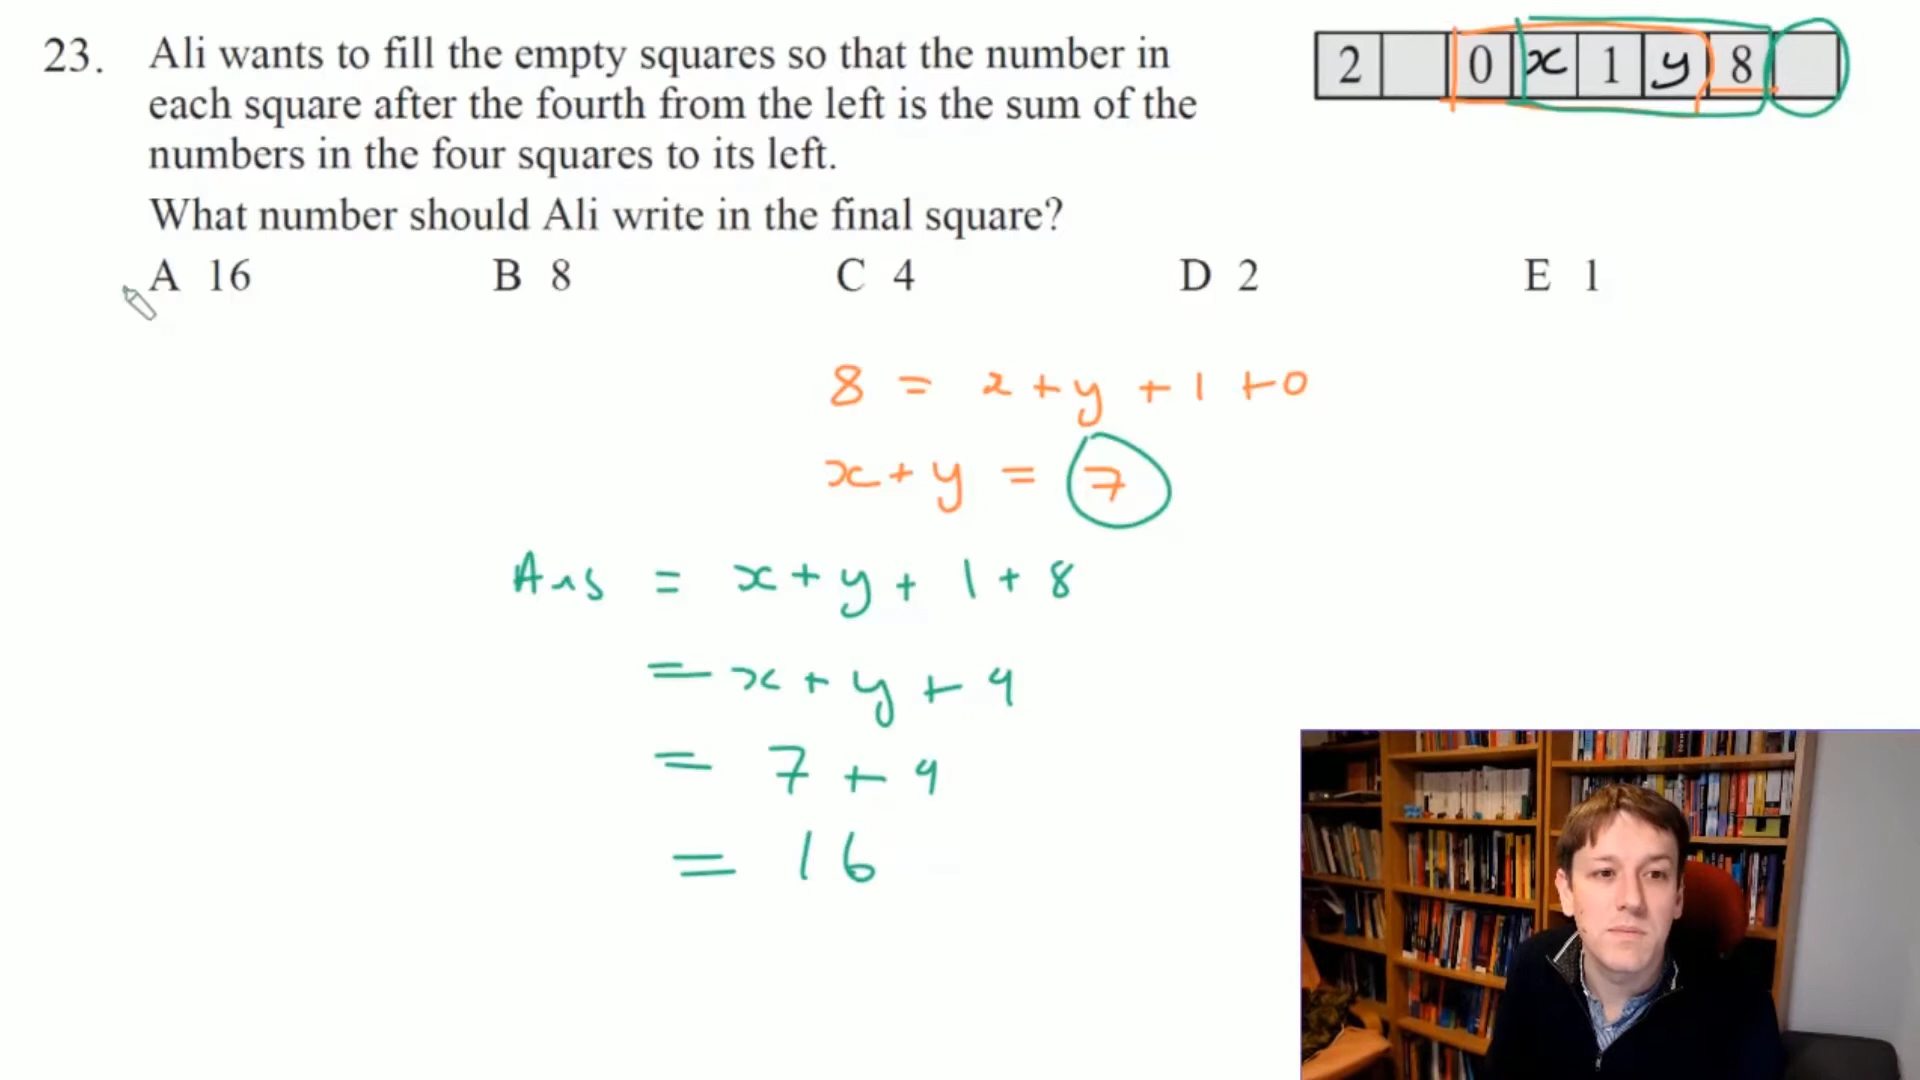 23. Ali wants to fill the empty squares so that the number in
each square after the fourth from the left is the sum of the
numbers in the four squares to its left.
2 0 x 1 y 8
What number should Ali write in the final square?
A 16 B 8 C 4 D 2 E 1
8 = x + y + 1 + 0
x + y = 7
Ans = x + y + 1 + 8
= x + y + 9
= 7 + 9
= 16